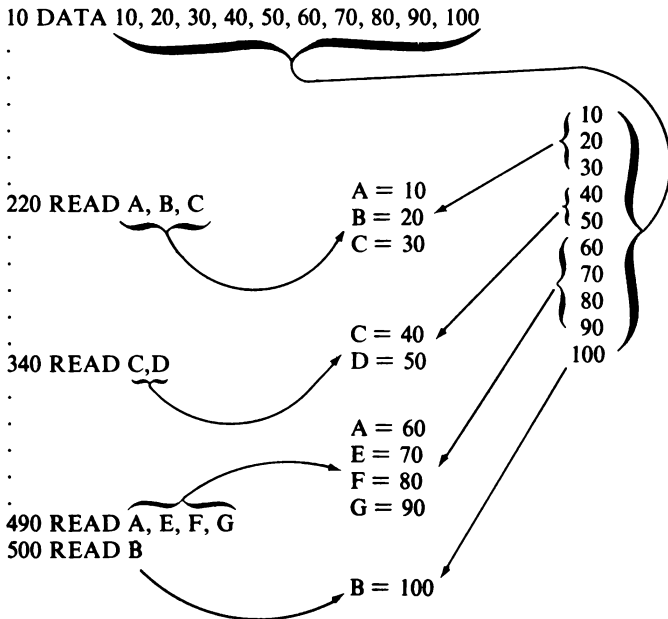 10 DATA 10, 20, 30, 40, 50, 60, 70, 80, 90, 100
.
.
.
.
.
.
220 READ A, B, C
.
.
.
.
.
340 READ C,D
.
.
.
.
.
490 READ A, E, F, G
500 READ B
A = 10
B = 20
C = 30
C = 40
D = 50
A = 60
E = 70
F = 80
G = 90
B = 100
10
20
30
40
50
60
70
80
90
100